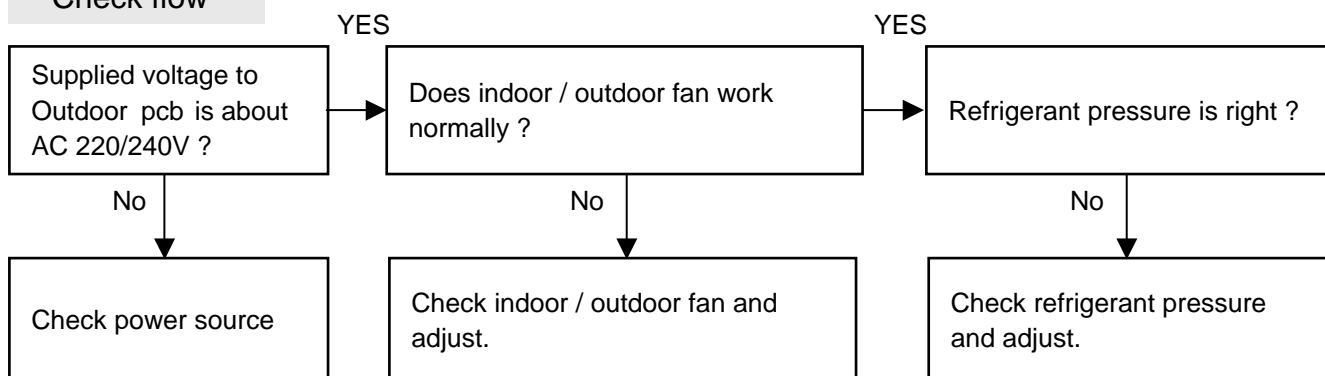 Check flow
YES
YES
Supplied voltage to
Outdoor pcb is about
AC 220/240V ?
Does indoor / outdoor fan work
normally ?
Refrigerant pressure is right ?
No
No
No
Check power source
Check indoor / outdoor fan and
adjust.
Check refrigerant pressure
and adjust.